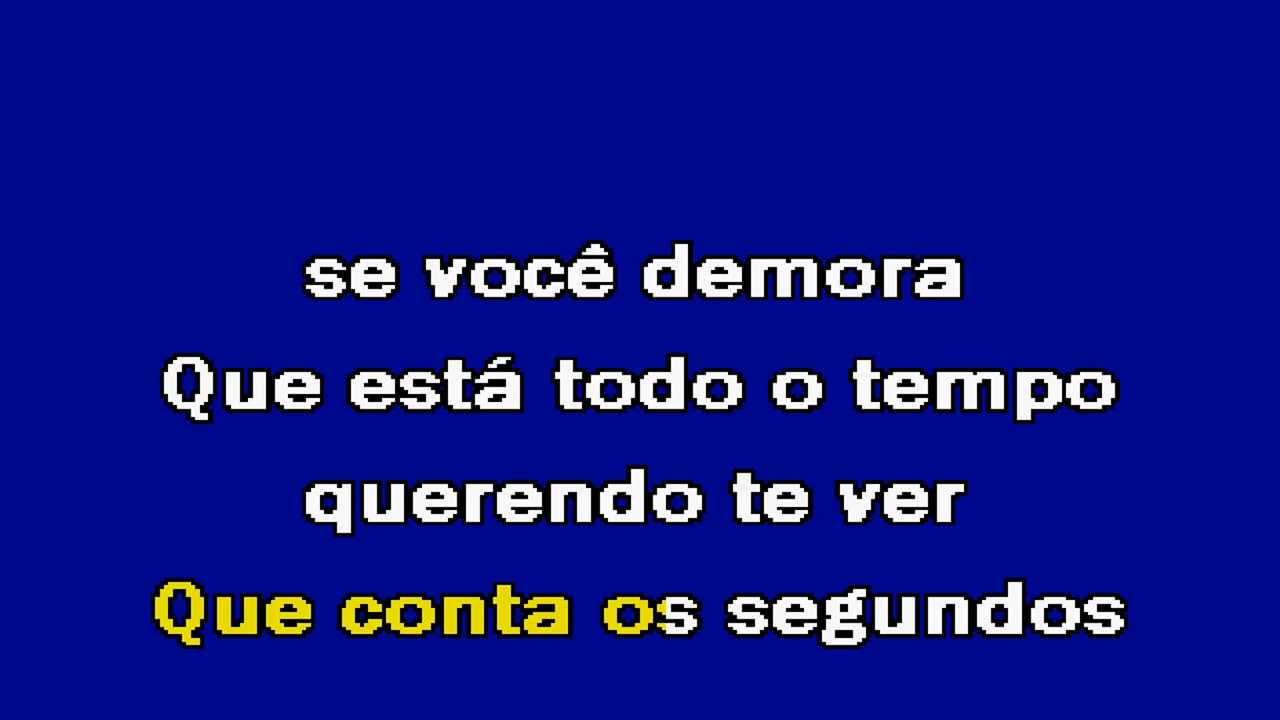 se você demora
Que está todo o tempo
querendo te ver
Que conta os segundos